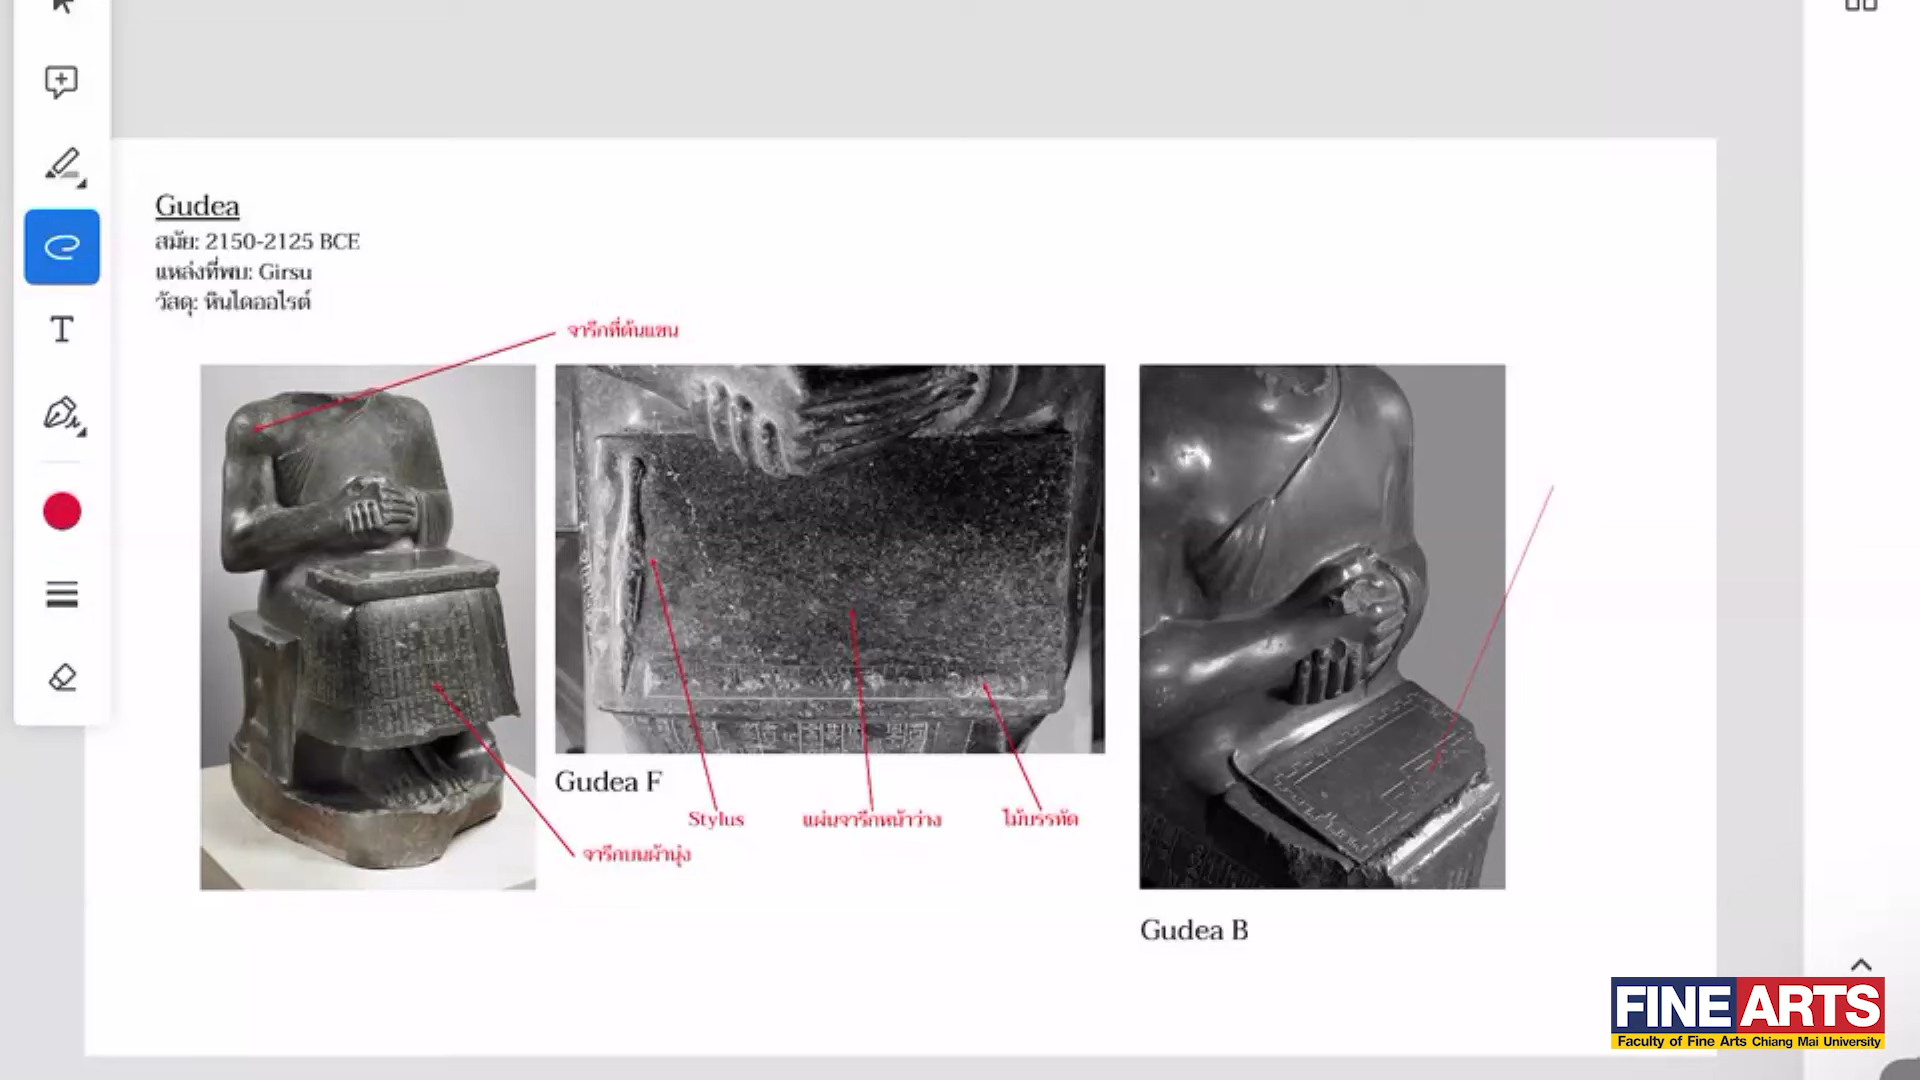 Gudea
สมัย: 2150-2125 BCE
แหล่งที่พบ: Girsu
วัสดุ: หินไดออไรต์
จารึกที่ต้นแขน
Gudea F
Stylus
แผ่นจารึกหน้าว่าง
ไม้บรรทัด
จารึกบนผ้านุ่ง
Gudea B
FINE ARTS
Faculty of Fine Arts Chiang Mai University